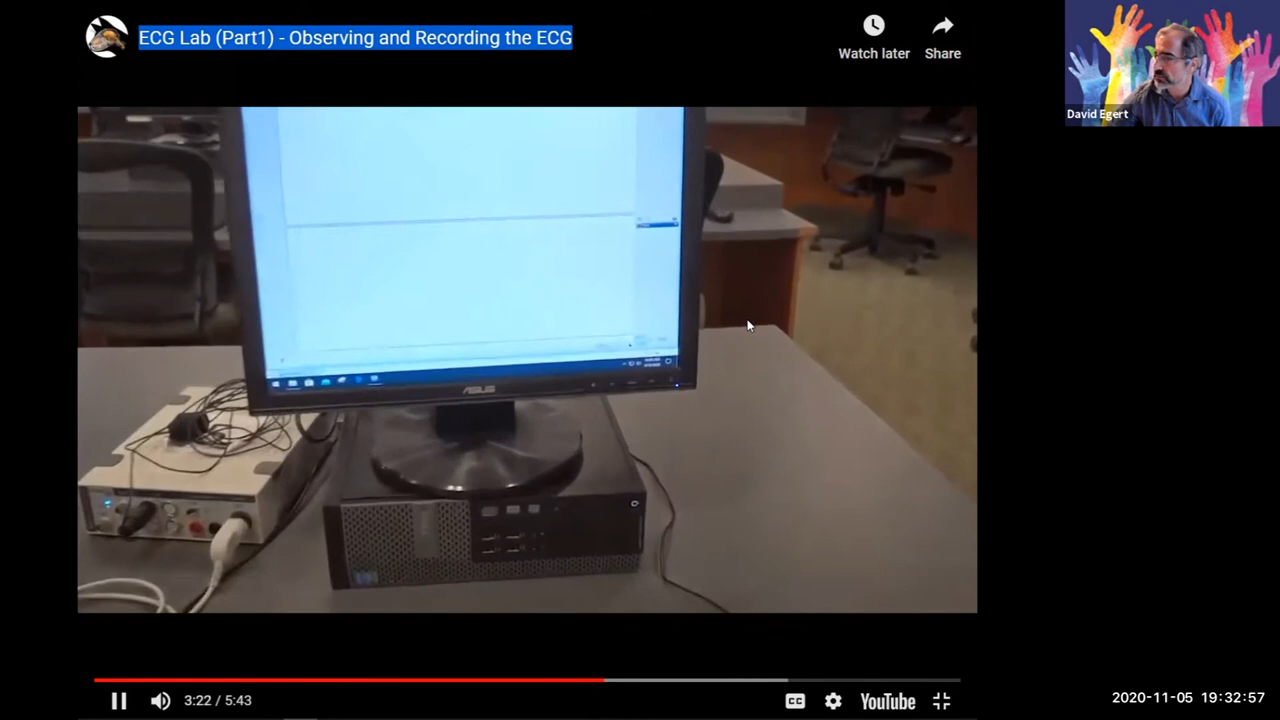 ECG Lab (Part1) - Observing and Recording the ECG
Watch later
Share
David Egert
ASUS
3:22 / 5:43
CC
YouTube
2020-11-05 19:32:57